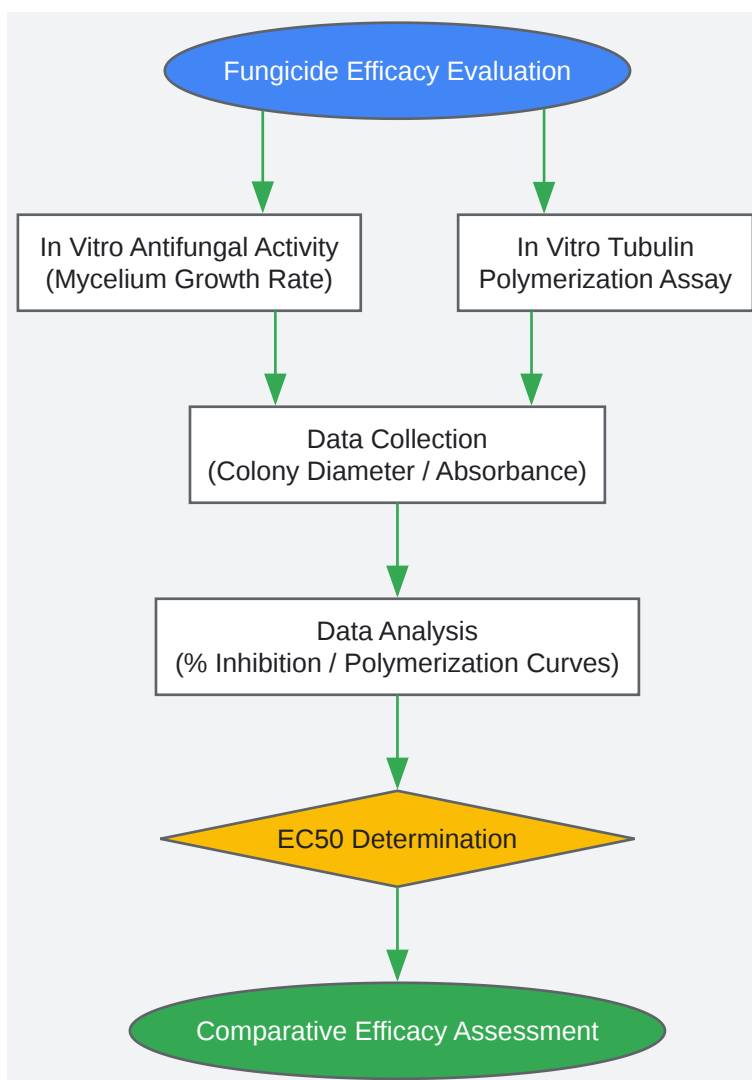 Fungicide Efficacy Evaluation
In Vitro Antifungal Activity
(Mycelium Growth Rate)
In Vitro Tubulin
Polymerization Assay
Data Collection
(Colony Diameter / Absorbance)
Data Analysis
(% Inhibition / Polymerization Curves)
EC50 Determination
Comparative Efficacy Assessment